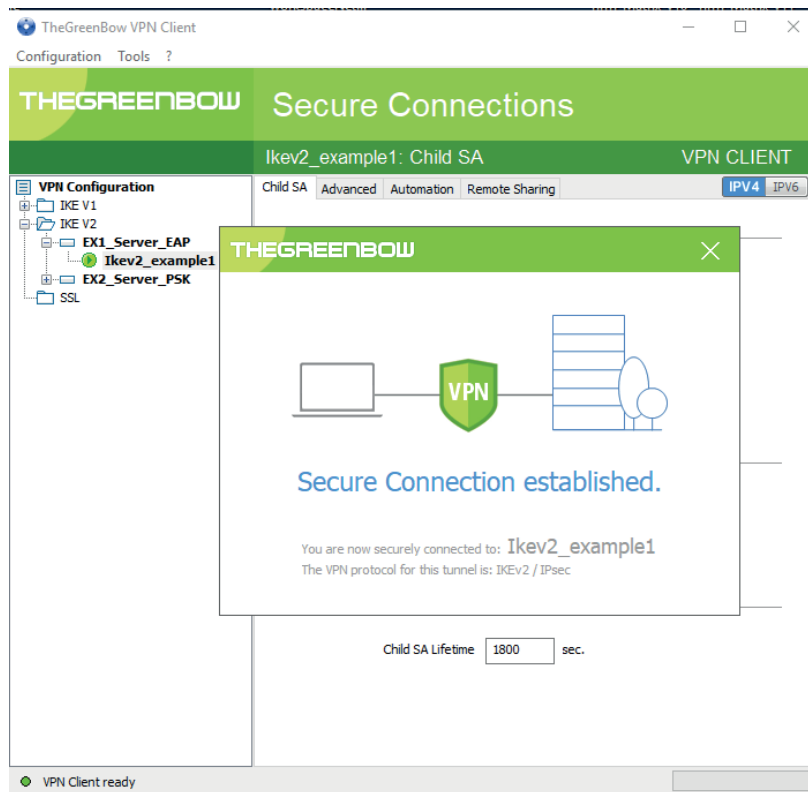 TheGreenBow VPN Client
Configuration Tools ?
THEGREENBOW Secure Connections
Ikev2_example1: Child SA VPN CLIENT
VPN Configuration
IKE V1
IKE V2
EX1_Server_EAP
Ikev2_example1
EX2_Server_PSK
SSL
Child SA Advanced Automation Remote Sharing IPV4 IPV6
THEGREENBOW
VPN
Secure Connection established.
You are now securely connected to: Ikev2_example1
The VPN protocol for this tunnel is: IKEv2 / IPsec
Child SA Lifetime 1800 sec.
VPN Client ready